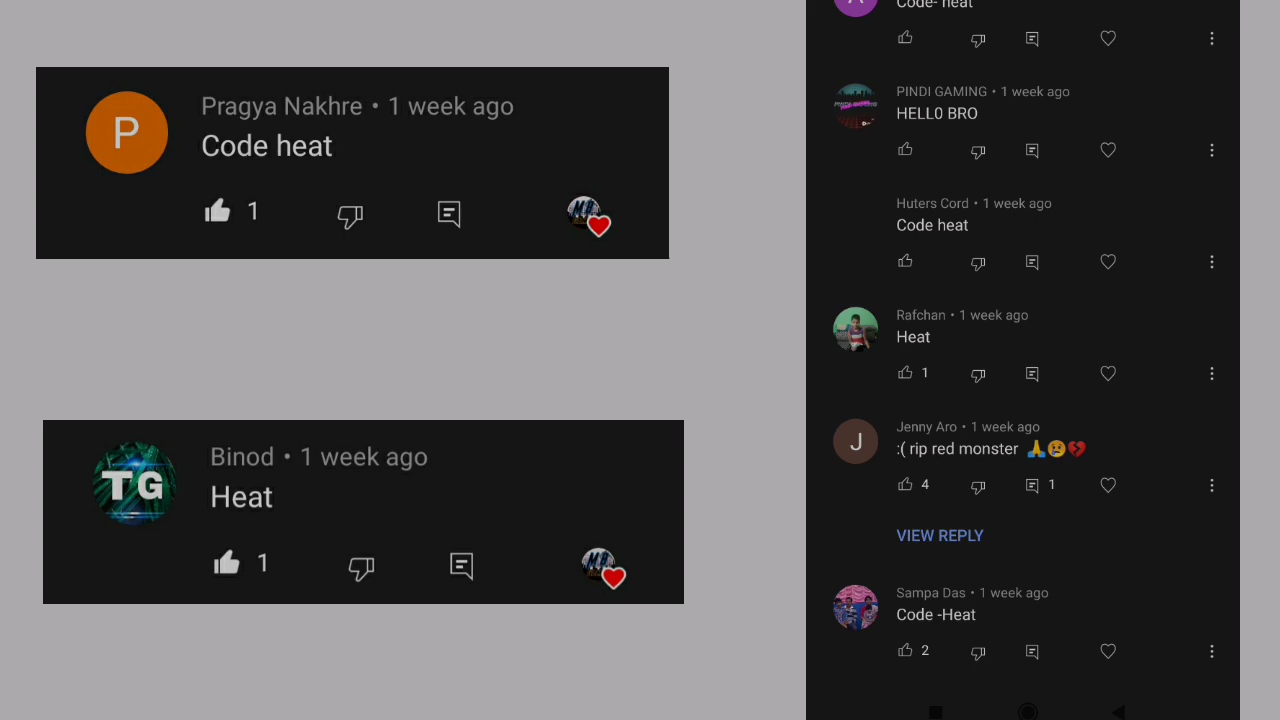 P
Pragya Nakhre • 1 week ago
Code heat
1
TG
Binod • 1 week ago
Heat
1
Code- heat
PINDI GAMING • 1 week ago
HELL0 BRO
Huters Cord • 1 week ago
Code heat
Rafchan • 1 week ago
Heat
1
J
Jenny Aro • 1 week ago
:( rip red monster 🙏😢💔
4 1
VIEW REPLY
Sampa Das • 1 week ago
Code -Heat
2